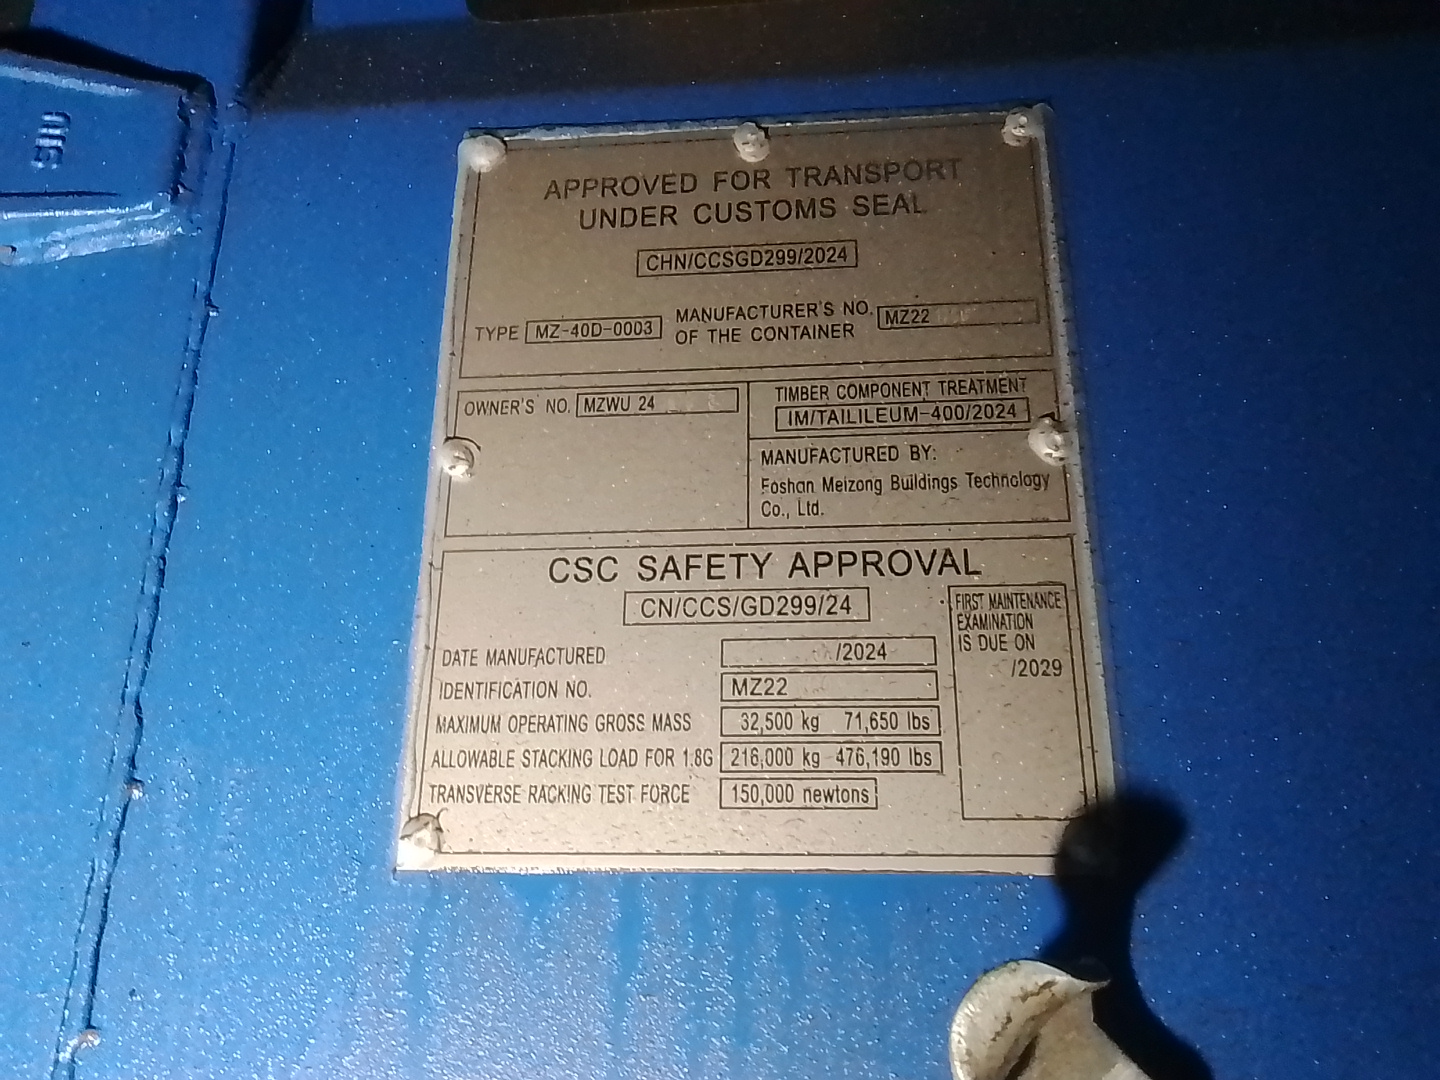 APPROVED FOR TRANSPORT
UNDER CUSTOMS SEAL
CHN/CCSGD299/2024
TYPE MZ-40D-0003 MANUFACTURER'S NO. OF THE CONTAINER MZ22
OWNER'S NO. MZWU 24
TIMBER COMPONENT TREATMENT
IM/TAILILEUM-400/2024
MANUFACTURED BY:
Foshan Meizong Buildings Technology
Co., Ltd.
CSC SAFETY APPROVAL
CN/CCS/GD299/24
DATE MANUFACTURED /2024
IDENTIFICATION NO. MZ22
MAXIMUM OPERATING GROSS MASS 32,500 kg 71,650 lbs
ALLOWABLE STACKING LOAD FOR 1.8G 216,000 kg 476,190 lbs
TRANSVERSE RACKING TEST FORCE 150,000 newtons
FIRST MAINTENANCE
EXAMINATION
IS DUE ON
/2029